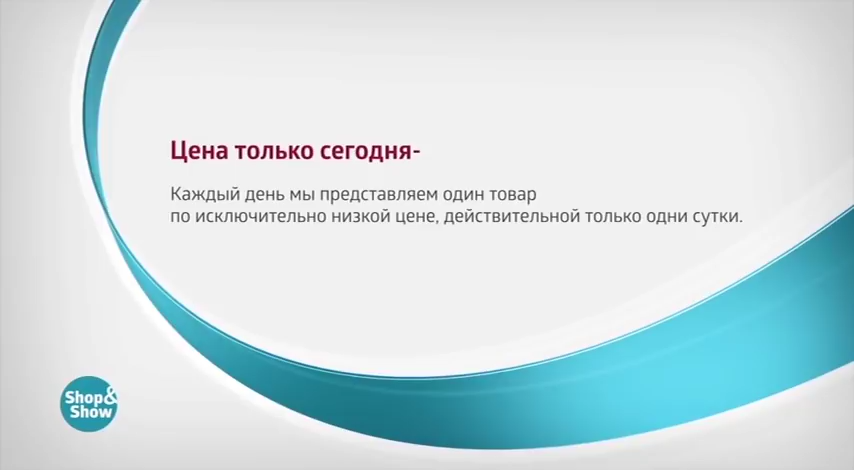 Цена только сегодня-
Каждый день мы представляем один товар
по исключительно низкой цене, действительной только одни сутки.
Shop&
Show